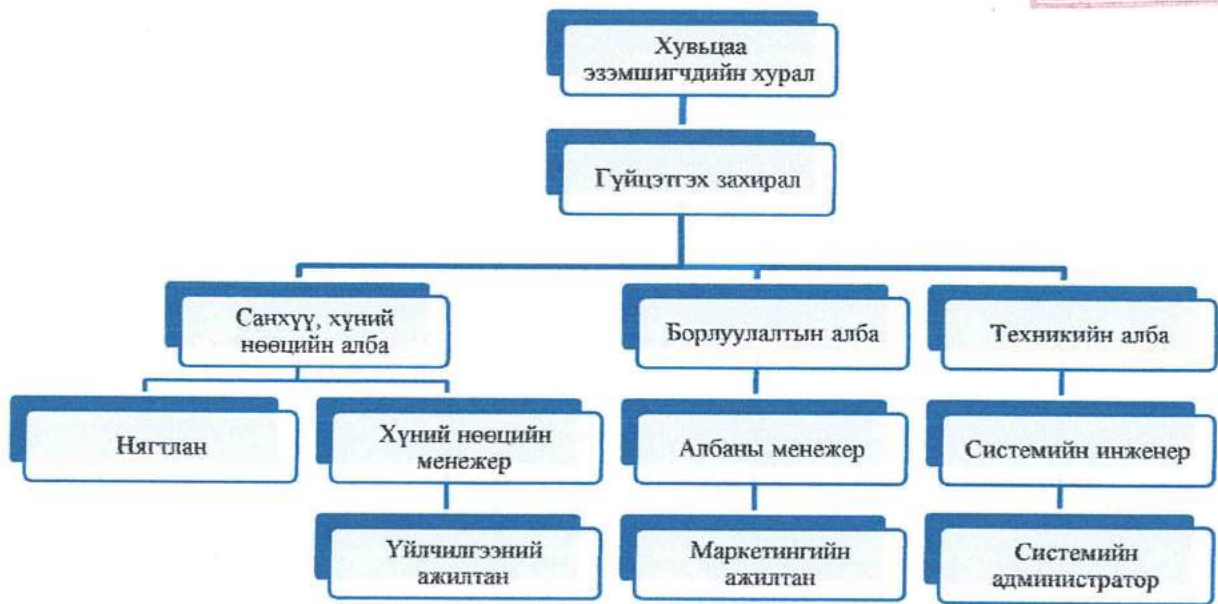 Хувьцаа
эзэмшигчдийн хурал
Гүйцэтгэх захирал
Санхүү, хүний
нөөцийн алба
Борлуулалтын алба
Техникийн алба
Нягтлан
Хүний нөөцийн
менежер
Албаны менежер
Системийн инженер
Үйлчилгээний
ажилтан
Маркетингийн
ажилтан
Системийн
администратор